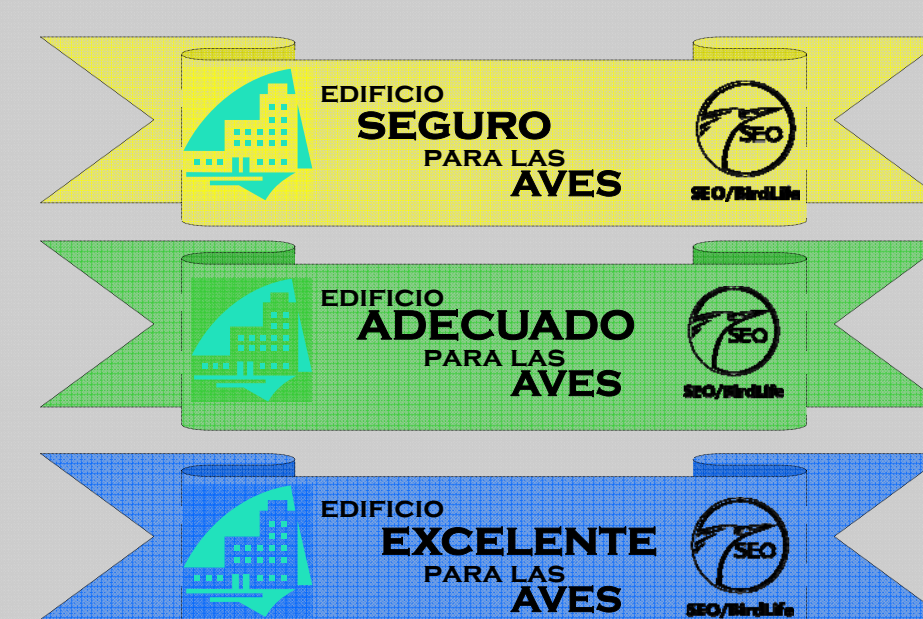 EDIFICIO
SEGURO
PARA LAS
AVES
SEO
SEO/BirdLife
EDIFICIO
ADECUADO
PARA LAS
AVES
SEO
SEO/BirdLife
EDIFICIO
EXCELENTE
PARA LAS
AVES
SEO
SEO/BirdLife